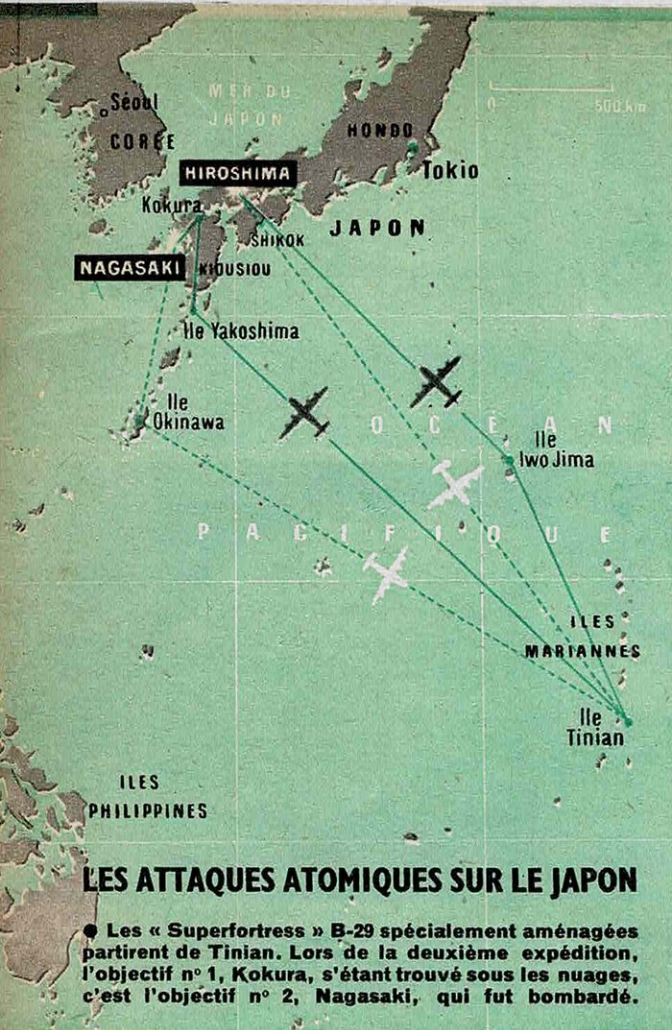 MER DU
JAPON
0 500 km
Séoul
CORÉE
HONDO
Tokio
HIROSHIMA
Kokura
SHIKOK
JAPON
NAGASAKI
KIOUSIOU
Ile Yakoshima
Ile
Okinawa
OCÉAN
Ile
Iwo Jima
PACIFIQUE
ILES
MARIANNES
Ile
Tinian
ILES
PHILIPPINES
LES ATTAQUES ATOMIQUES SUR LE JAPON
● Les « Superfortress » B-29 spécialement aménagées
partirent de Tinian. Lors de la deuxième expédition,
l'objectif nº 1, Kokura, s'étant trouvé sous les nuages,
c'est l'objectif nº 2, Nagasaki, qui fut bombardé.